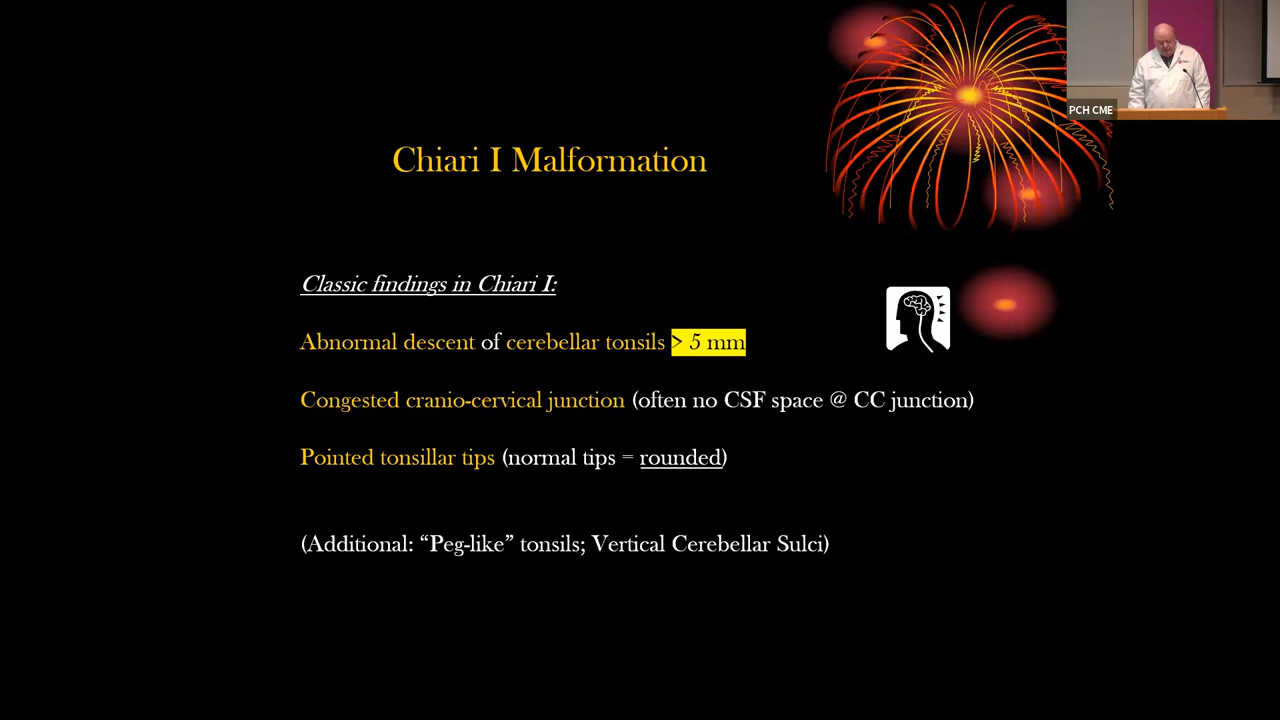 PCH CME
Chiari I Malformation
Classic findings in Chiari I:
Abnormal descent of cerebellar tonsils > 5 mm
Congested cranio-cervical junction (often no CSF space @ CC junction)
Pointed tonsillar tips (normal tips = rounded)
(Additional: “Peg-like” tonsils; Vertical Cerebellar Sulci)